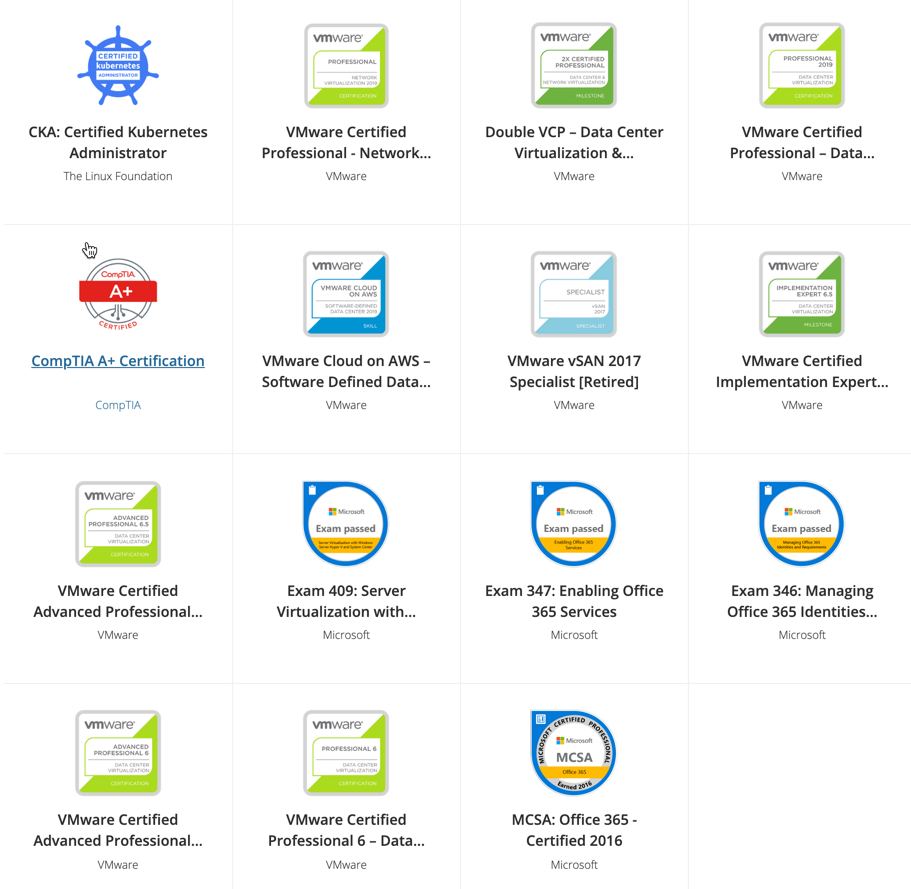 CERTIFIED
kubernetes
ADMINISTRATOR
CKA: Certified Kubernetes
Administrator
The Linux Foundation
vmware®
PROFESSIONAL
NETWORK
VIRTUALIZATION 2019
CERTIFICATION
VMware Certified
Professional - Network...
VMware
vmware®
2X CERTIFIED
PROFESSIONAL
DATA CENTER &
NETWORK VIRTUALIZATION
MILESTONE
Double VCP – Data Center
Virtualization &...
VMware
vmware®
PROFESSIONAL
2019
DATA CENTER
VIRTUALIZATION
CERTIFICATION
VMware Certified
Professional – Data...
VMware
CompTIA.
A+
CERTIFIED
CompTIA A+ Certification
CompTIA
vmware®
VMWARE CLOUD
ON AWS
SOFTWARE-DEFINED
DATA CENTER 2019
SKILL
VMware Cloud on AWS –
Software Defined Data...
VMware
vmware®
SPECIALIST
vSAN
2017
SPECIALIST
VMware vSAN 2017
Specialist [Retired]
VMware
vmware®
IMPLEMENTATION
EXPERT 6.5
DATA CENTER
VIRTUALIZATION
MILESTONE
VMware Certified
Implementation Expert...
VMware
vmware®
ADVANCED
PROFESSIONAL 6.5
DATA CENTER
VIRTUALIZATION
CERTIFICATION
VMware Certified
Advanced Professional...
VMware
Microsoft
Exam passed
Server Virtualization with Windows
Server Hyper-V and System Center
Exam 409: Server
Virtualization with...
Microsoft
Microsoft
Exam passed
Enabling Office 365
Services
Exam 347: Enabling Office
365 Services
Microsoft
Microsoft
Exam passed
Managing Office 365
Identities and Requirements
Exam 346: Managing
Office 365 Identities...
Microsoft
vmware®
ADVANCED
PROFESSIONAL 6
DATA CENTER
VIRTUALIZATION
CERTIFICATION
VMware Certified
Advanced Professional...
VMware
vmware®
PROFESSIONAL 6
DATA CENTER
VIRTUALIZATION
CERTIFICATION
VMware Certified
Professional 6 – Data...
VMware
MICROSOFT CERTIFIED PROFESSIONAL
Microsoft
MCSA
Office 365
Earned 2016
MCSA: Office 365 -
Certified 2016
Microsoft